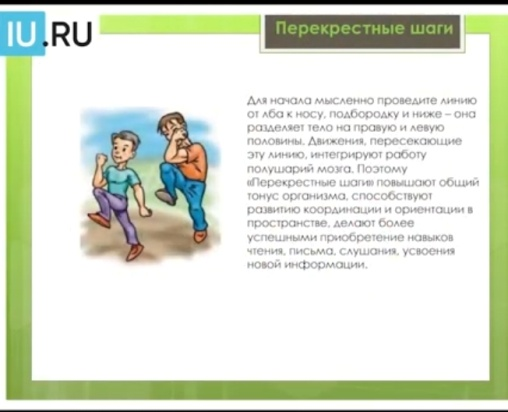 IU.RU
Перекрестные шаги
Для начала мысленно проведите линию
от лба к носу, подбородку и ниже – она
разделяет тело на правую и левую
половины. Движения, пересекающие
эту линию, интегрируют работу
полушарий мозга. Поэтому
«Перекрестные шаги» повышают общий
тонус организма, способствуют
развитию координации и ориентации в
пространстве, делают более
успешными приобретение навыков
чтения, письма, слушания, усвоения
новой информации.